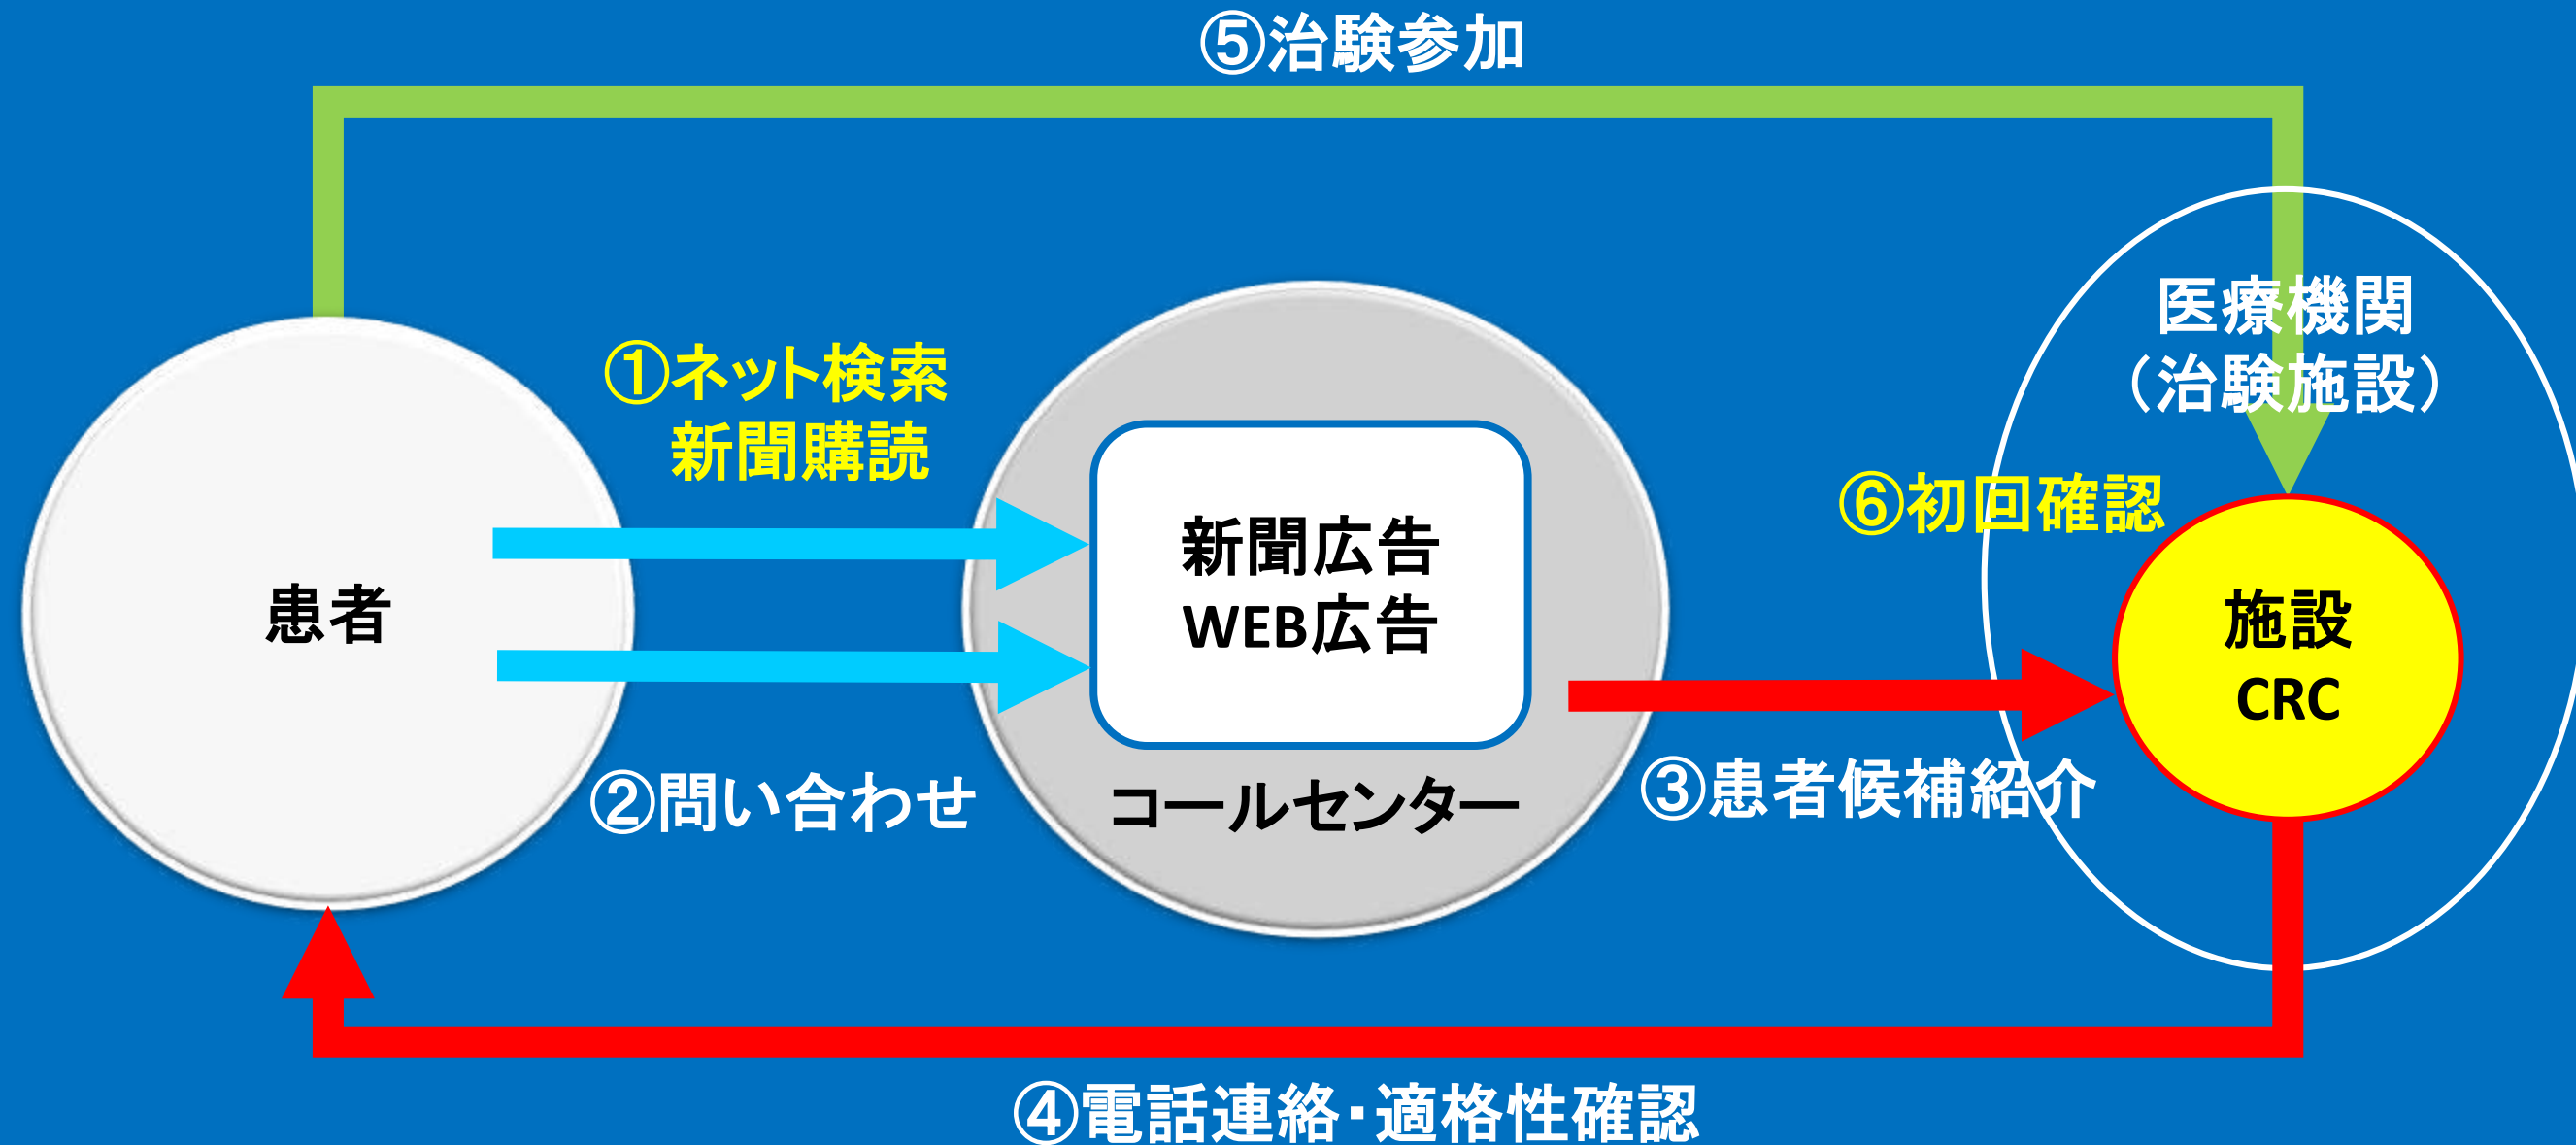 ⑤治験参加
医療機関
（治験施設）
①ネット検索
新聞購読
⑥初回確認
新聞広告
WEB広告
患者
施設
CRC
②問い合わせ
コールセンター
③患者候補紹介
④電話連絡・適格性確認